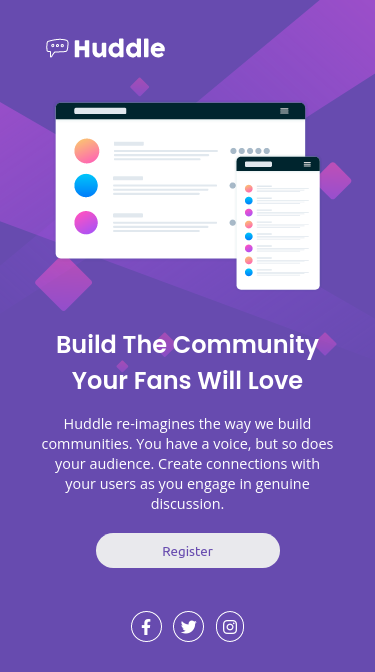 Huddle
Build The Community
Your Fans Will Love
Huddle re-imagines the way we build
communities. You have a voice, but so does
your audience. Create connections with
your users as you engage in genuine
discussion.
Register